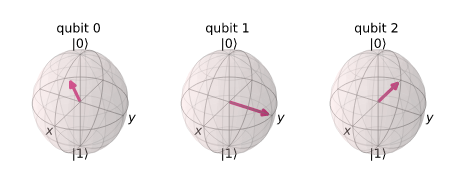 qubit 0 qubit 1 qubit 2
|0⟩ |0⟩ |0⟩
x y x y x y
|1⟩ |1⟩ |1⟩